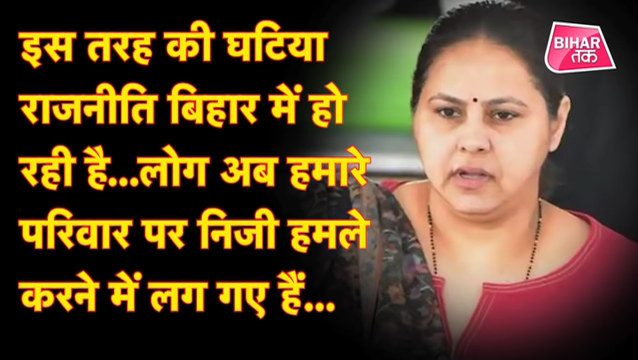 इस तरह की घटिया
राजनीति बिहार में हो
रही है...लोग अब हमारे
परिवार पर निजी हमले
करने में लग गए हैं...
BIHAR
तक